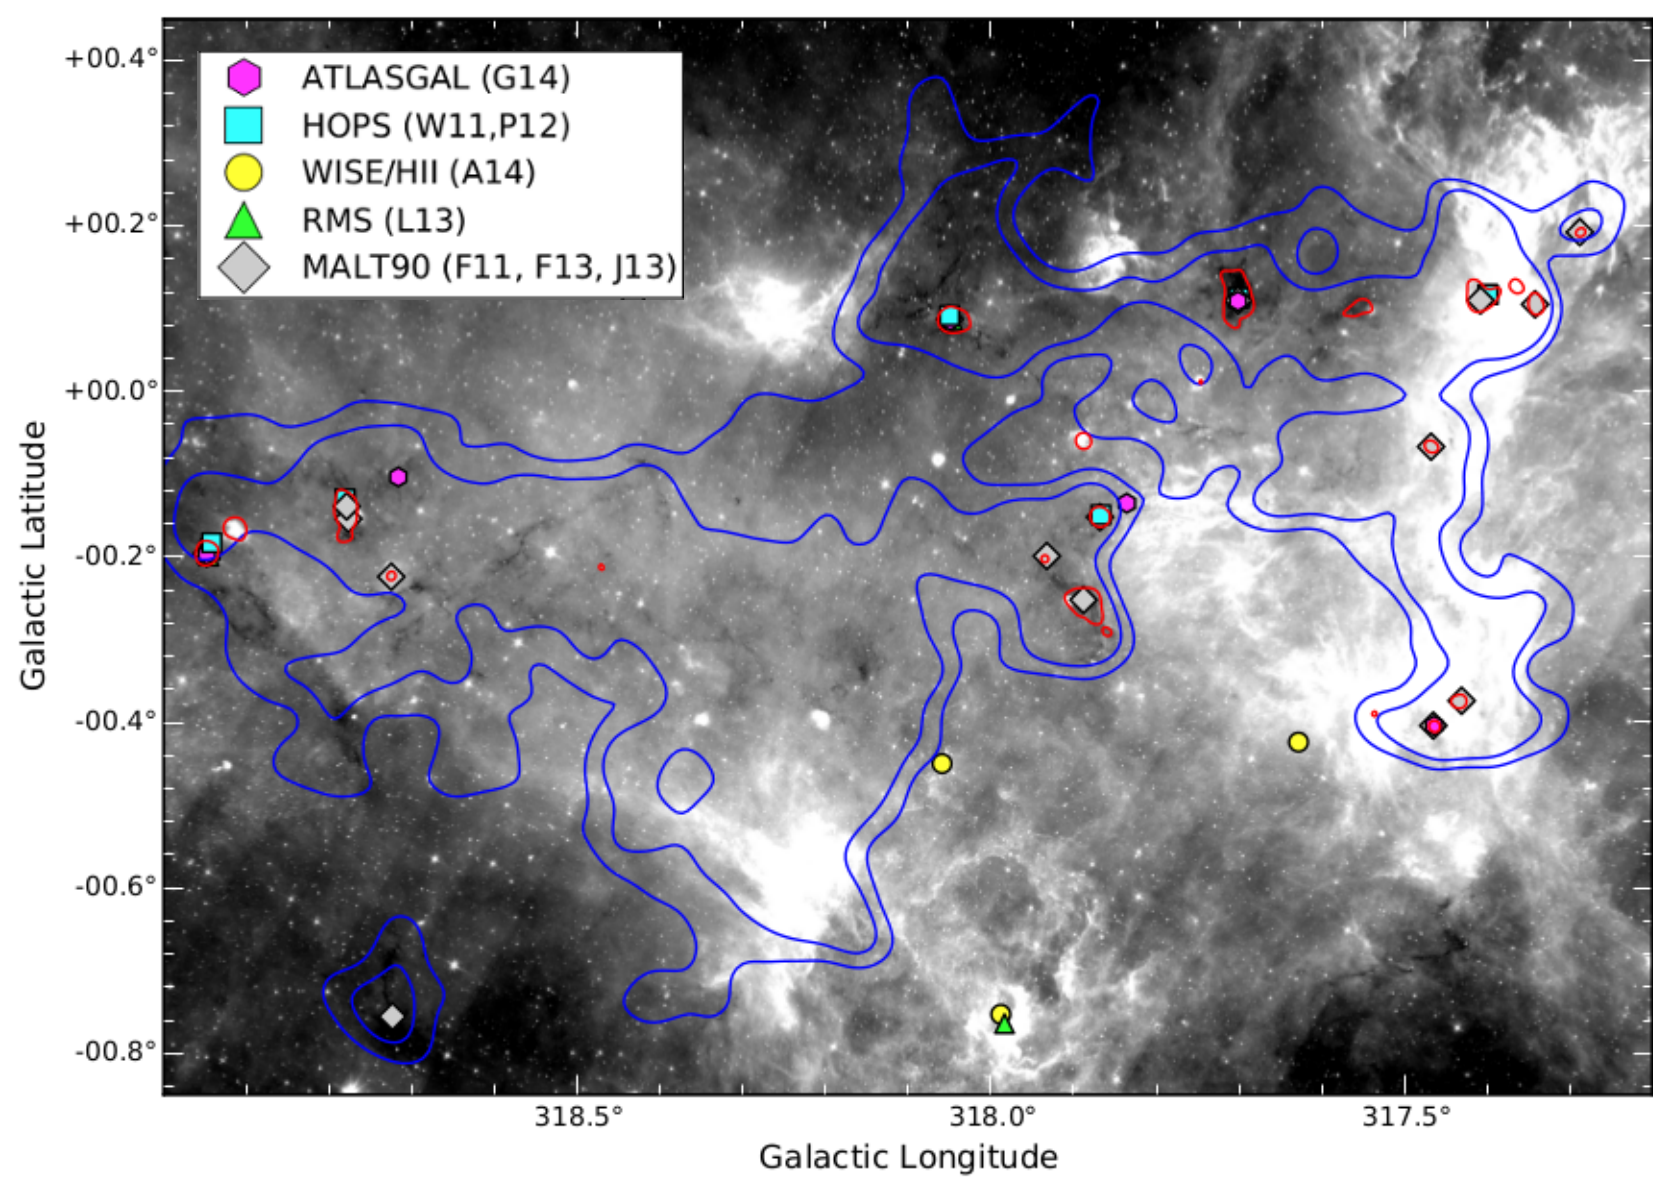 +00.4°
ATLASGAL (G14)
HOPS (W11,P12)
WISE/HII (A14)
RMS (L13)
MALT90 (F11, F13, J13)
+00.2°
+00.0°
-00.2°
-00.4°
-00.6°
-00.8°
Galactic Latitude
318.5° 318.0° 317.5°
Galactic Longitude